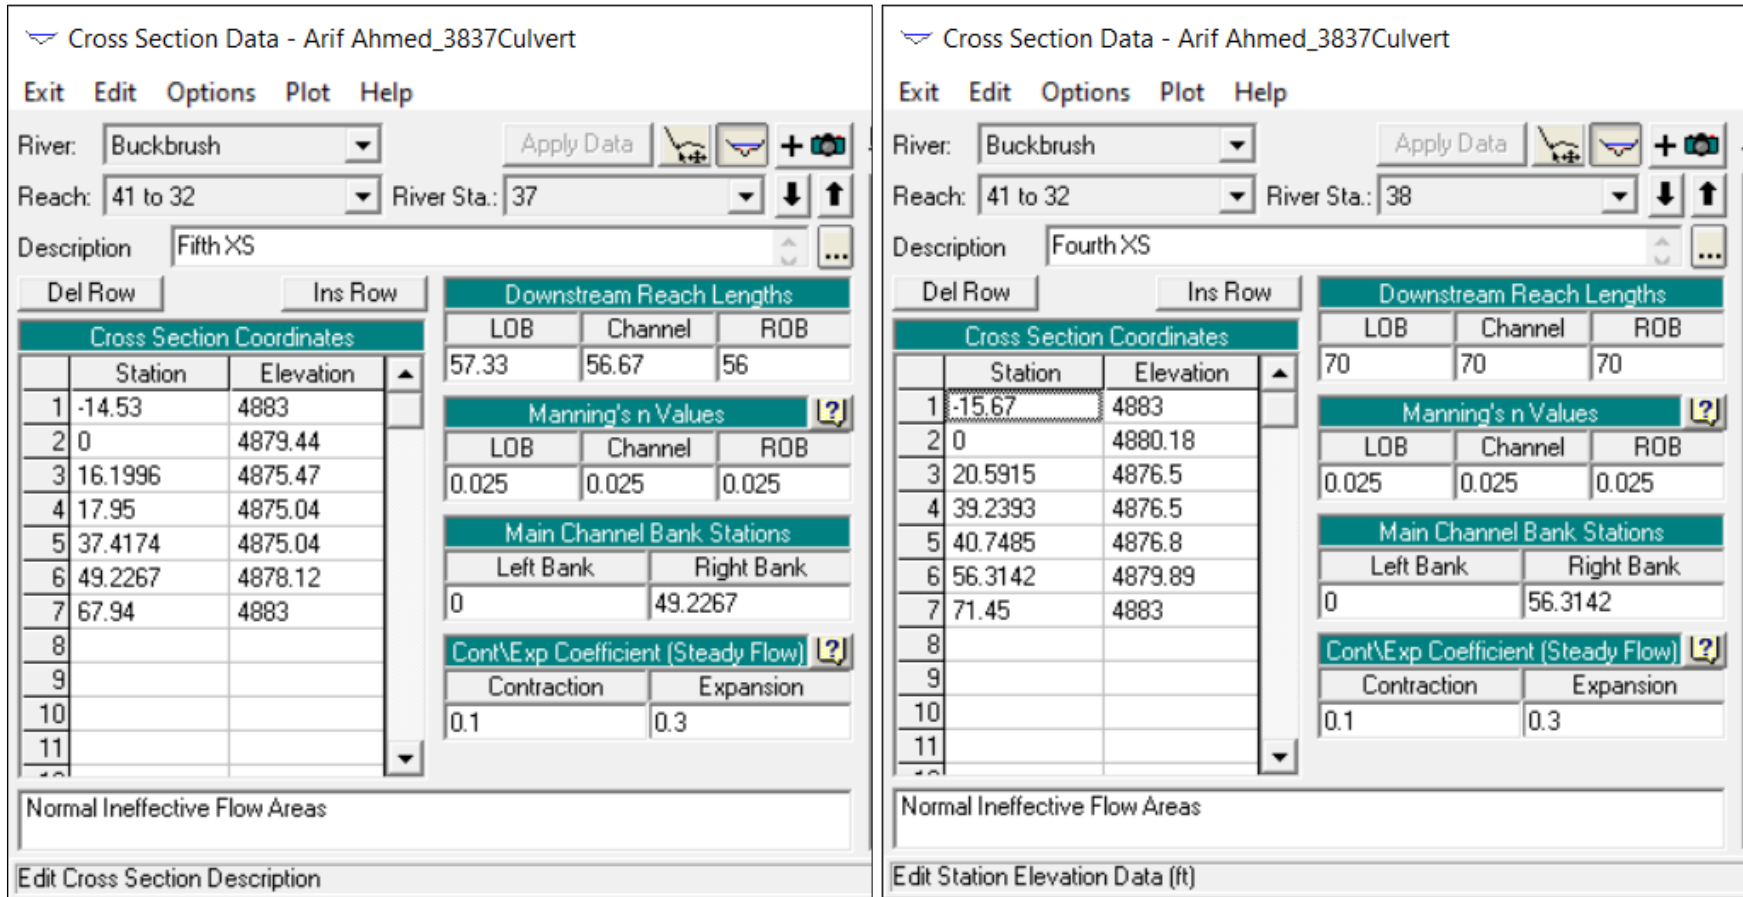 Cross Section Data - Arif Ahmed_3837Culvert
Exit Edit Options Plot Help
River: Buckbrush Apply Data
Reach: 41 to 32 River Sta.: 37
Description Fifth XS ...
Del Row Ins Row
Cross Section Coordinates
Station Elevation
1 -14.53 4883
2 0 4879.44
3 16.1996 4875.47
4 17.95 4875.04
5 37.4174 4875.04
6 49.2267 4878.12
7 67.94 4883
8
9
10
11
Downstream Reach Lengths
LOB Channel ROB
57.33 56.67 56
Manning's n Values ?
LOB Channel ROB
0.025 0.025 0.025
Main Channel Bank Stations
Left Bank Right Bank
0 49.2267
Cont\Exp Coefficient (Steady Flow) ?
Contraction Expansion
0.1 0.3
Normal Ineffective Flow Areas
Edit Cross Section Description
Cross Section Data - Arif Ahmed_3837Culvert
Exit Edit Options Plot Help
River: Buckbrush Apply Data
Reach: 41 to 32 River Sta.: 38
Description Fourth XS ...
Del Row Ins Row
Cross Section Coordinates
Station Elevation
1 -15.67 4883
2 0 4880.18
3 20.5915 4876.5
4 39.2393 4876.5
5 40.7485 4876.8
6 56.3142 4879.89
7 71.45 4883
8
9
10
11
Downstream Reach Lengths
LOB Channel ROB
70 70 70
Manning's n Values ?
LOB Channel ROB
0.025 0.025 0.025
Main Channel Bank Stations
Left Bank Right Bank
0 56.3142
Cont\Exp Coefficient (Steady Flow) ?
Contraction Expansion
0.1 0.3
Normal Ineffective Flow Areas
Edit Station Elevation Data (ft)